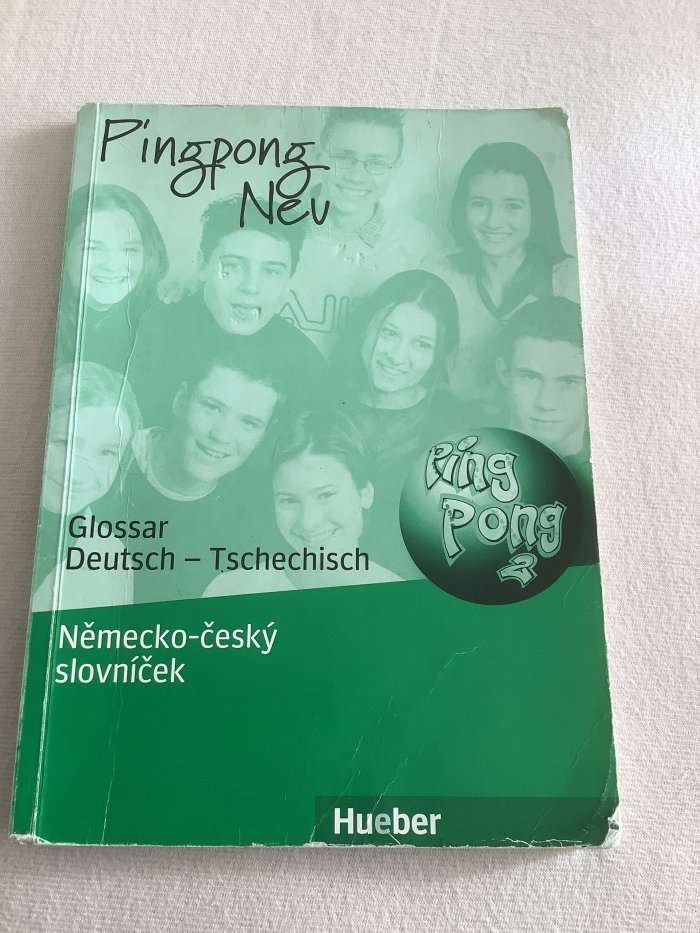 Pingpong
Neu
Ping
Pong
2
Glossar
Deutsch – Tschechisch
Německo-český
slovníček
Hueber